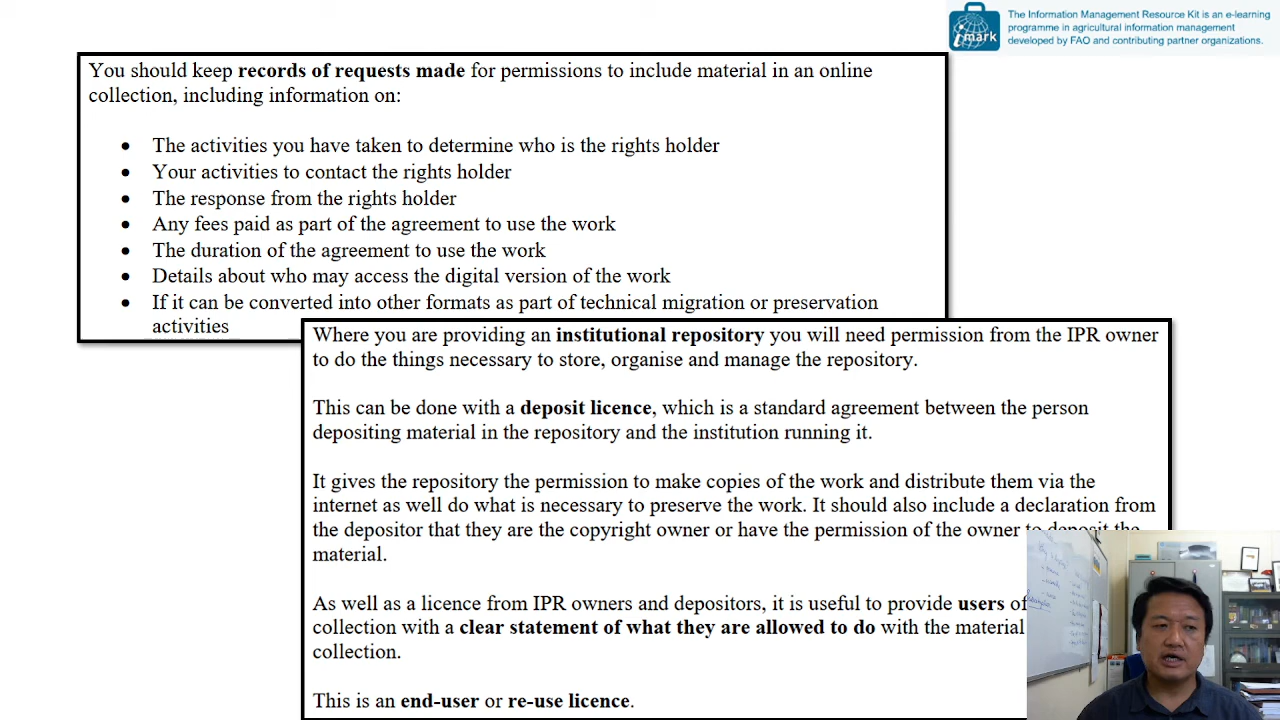 The Information Management Resource Kit is an e-learning
programme in agricultural information management
developed by FAO and contributing partner organizations.
imark
You should keep records of requests made for permissions to include material in an online
collection, including information on:
• The activities you have taken to determine who is the rights holder
• Your activities to contact the rights holder
• The response from the rights holder
• Any fees paid as part of the agreement to use the work
• The duration of the agreement to use the work
• Details about who may access the digital version of the work
• If it can be converted into other formats as part of technical migration or preservation
activities
Where you are providing an institutional repository you will need permission from the IPR owner
to do the things necessary to store, organise and manage the repository.
This can be done with a deposit licence, which is a standard agreement between the person
depositing material in the repository and the institution running it.
It gives the repository the permission to make copies of the work and distribute them via the
internet as well do what is necessary to preserve the work. It should also include a declaration from
the depositor that they are the copyright owner or have the permission of the owner to deposit the
material.
As well as a licence from IPR owners and depositors, it is useful to provide users of
collection with a clear statement of what they are allowed to do with the material
collection.
This is an end-user or re-use licence.